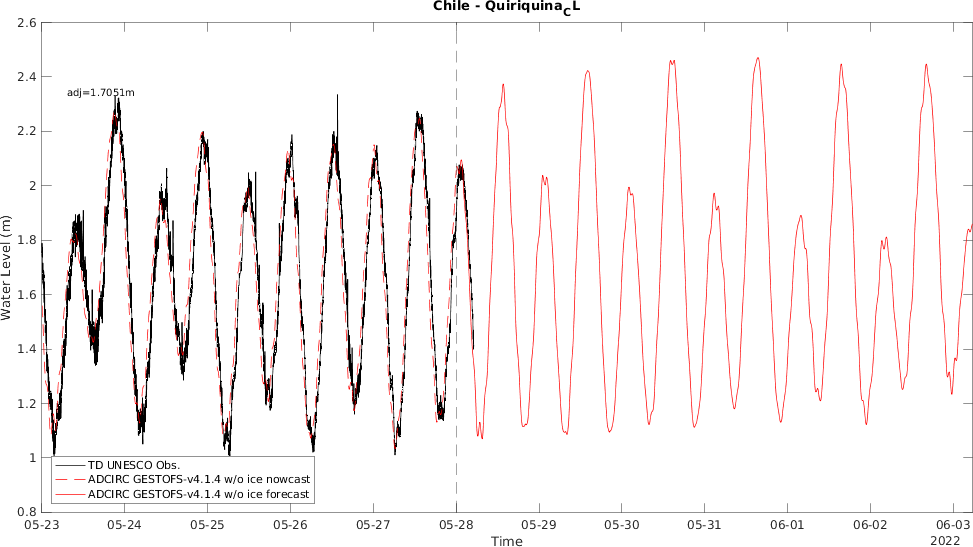 Chile - Quiriquina_CL
2.6
2.4
2.2
2
1.8
1.6
1.4
1.2
1
0.8
Water Level (m)
adj=1.7051m
TD UNESCO Obs.
ADCIRC GESTOFS-v4.1.4 w/o ice nowcast
ADCIRC GESTOFS-v4.1.4 w/o ice forecast
05-23 05-24 05-25 05-26 05-27 05-28 05-29 05-30 05-31 06-01 06-02 06-03
Time
2022